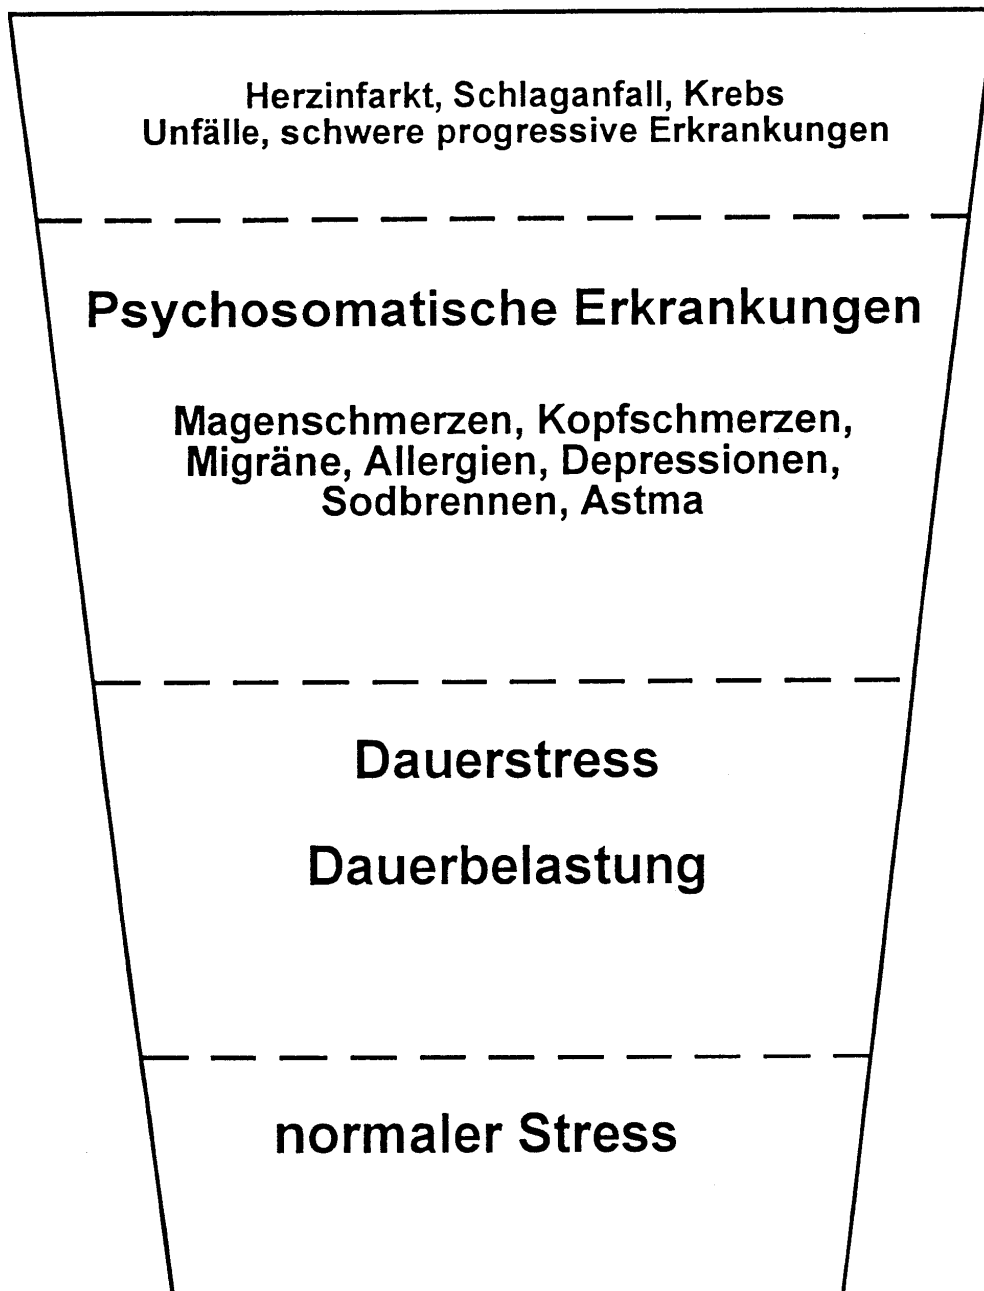 Herzinfarkt, Schlaganfall, Krebs
Unfälle, schwere progressive Erkrankungen
Psychosomatische Erkrankungen
Magenschmerzen, Kopfschmerzen,
Migräne, Allergien, Depressionen,
Sodbrennen, Astma
Dauerstress
Dauerbelastung
normaler Stress